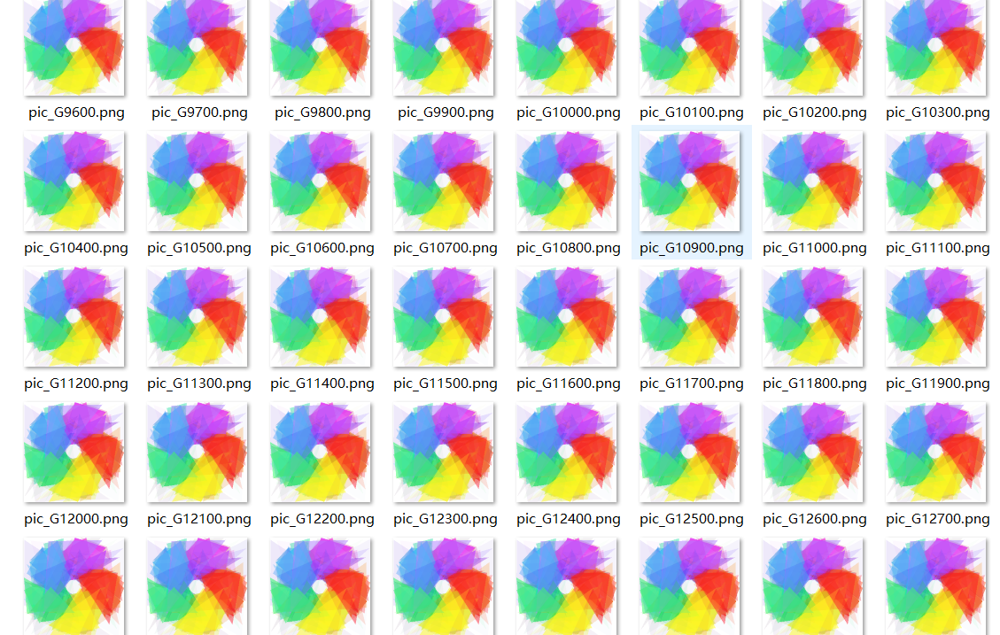 pic_G9600.png pic_G9700.png pic_G9800.png pic_G9900.png pic_G10000.png pic_G10100.png pic_G10200.png pic_G10300.png
pic_G10400.png pic_G10500.png pic_G10600.png pic_G10700.png pic_G10800.png pic_G10900.png pic_G11000.png pic_G11100.png
pic_G11200.png pic_G11300.png pic_G11400.png pic_G11500.png pic_G11600.png pic_G11700.png pic_G11800.png pic_G11900.png
pic_G12000.png pic_G12100.png pic_G12200.png pic_G12300.png pic_G12400.png pic_G12500.png pic_G12600.png pic_G12700.png